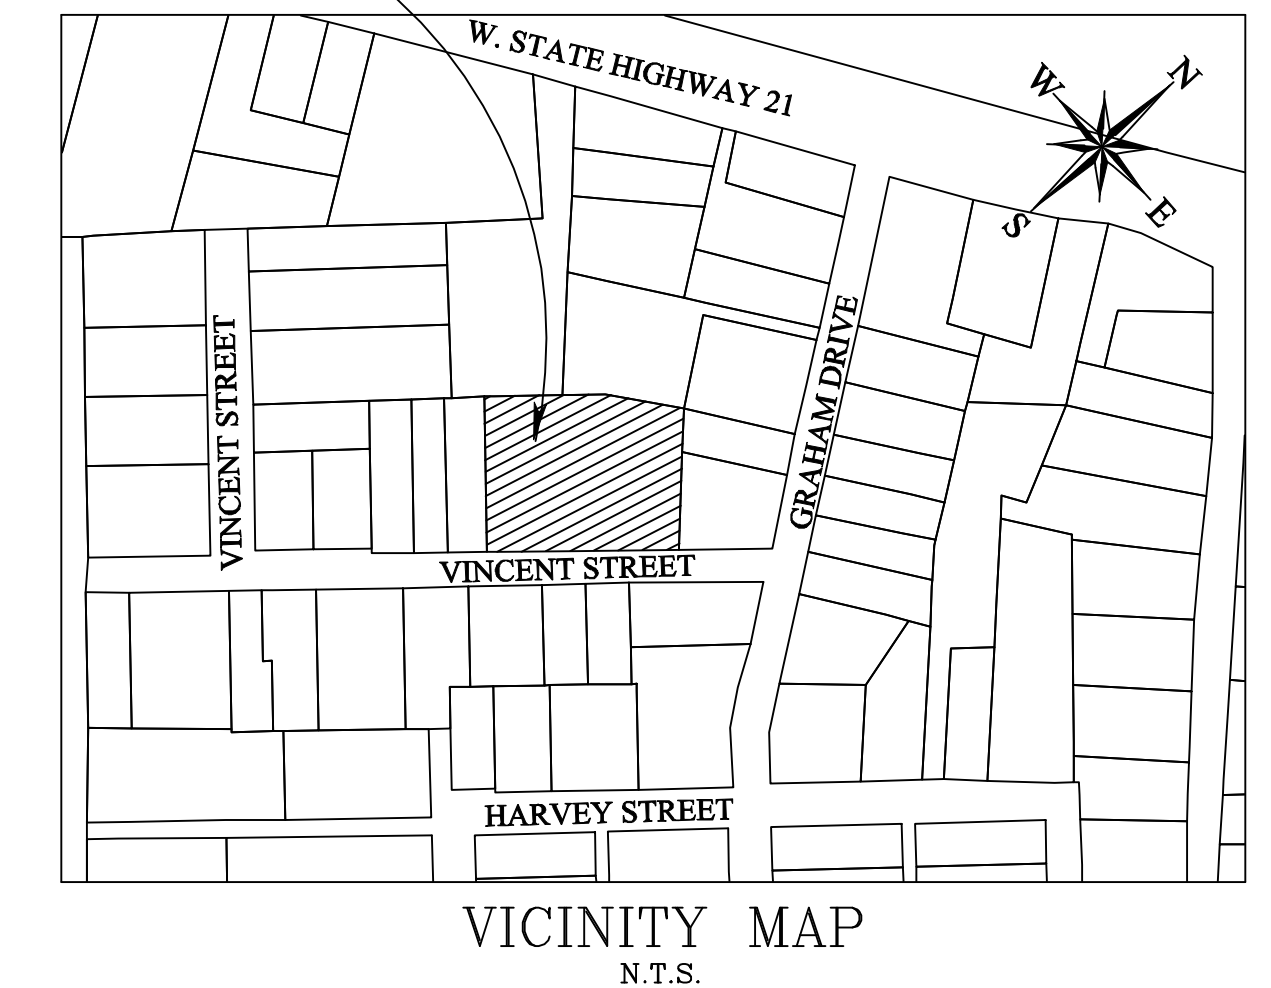 W. STATE HIGHWAY 21
N
W
S
E
VINCENT STREET
GRAHAM DRIVE
VINCENT STREET
HARVEY STREET
VICINITY MAP
N.T.S.